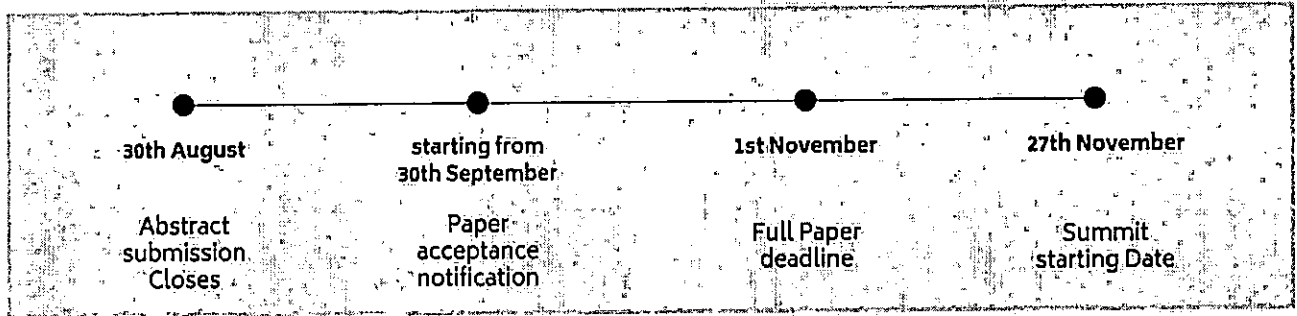 30th August
Abstract
submission
Closes
starting from
30th September
Paper
acceptance
notification
1st November
Full Paper
deadline
27th November
Summit
starting Date